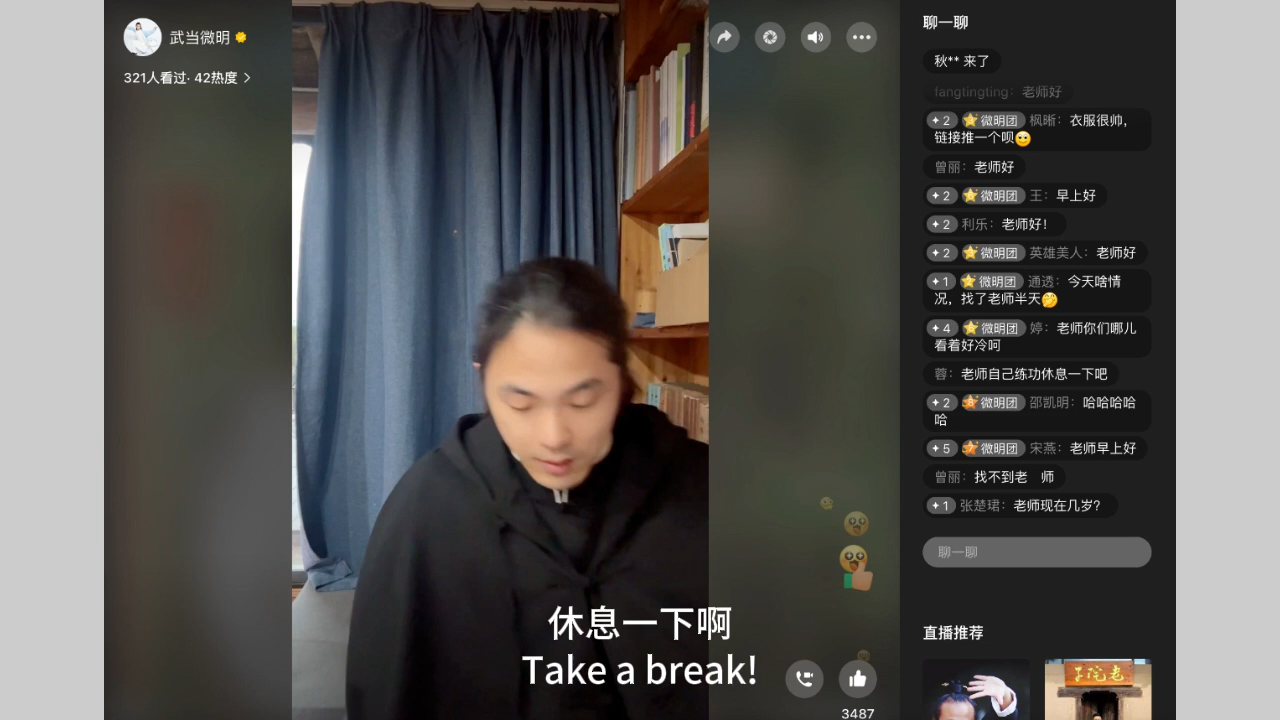 武当微明
321人看过· 42热度 >
休息一下啊
Take a break!
3487
聊一聊
秋** 来了
fangtingting： 老师好
2 微明团 枫晰： 衣服很帅，
链接推一个呗
曾丽： 老师好
2 微明团 王： 早上好
2 利乐： 老师好！
2 微明团 英雄美人： 老师好
1 微明团 通透： 今天啥情
况，找了老师半天
4 微明团 婷： 老师你们哪儿
看着好冷呵
蓉： 老师自己练功休息一下吧
2 微明团 邵凯明： 哈哈哈哈
哈
5 微明团 宋燕： 老师早上好
曾丽： 找不到老 师
1 张楚珺： 老师现在几岁？
聊一聊
直播推荐